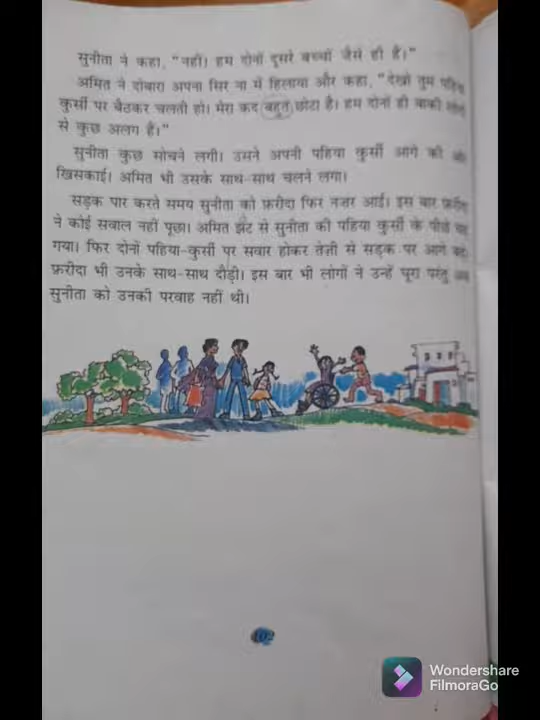 सुनीता ने कहा, "नहीं! हम दोनों दूसरे बच्चों जैसे ही हैं।"
अमित ने दोबारा अपना सिर ना में हिलाया और कहा, "देखो तुम पहिया
कुर्सी पर बैठकर चलती हो। मेरा कद बहुत छोटा है। हम दोनों ही बाकी
से कुछ अलग हैं।"
सुनीता कुछ सोचने लगी। उसने अपनी पहिया कुर्सी आगे की
खिसकाई। अमित भी उसके साथ-साथ चलने लगा।
सड़क पार करते समय सुनीता को फ़रीदा फिर नज़र आई। इस बार फ़रीदा
ने कोई सवाल नहीं पूछा। अमित झट से सुनीता की पहिया कुर्सी के पीछे
गया। फिर दोनों पहिया-कुर्सी पर सवार होकर तेज़ी से सड़क पर आगे
फ़रीदा भी उनके साथ-साथ दौड़ी। इस बार भी लोगों ने उन्हें घूरा परंतु
सुनीता को उनकी परवाह नहीं थी।
102
Wondershare
FilmoraGo